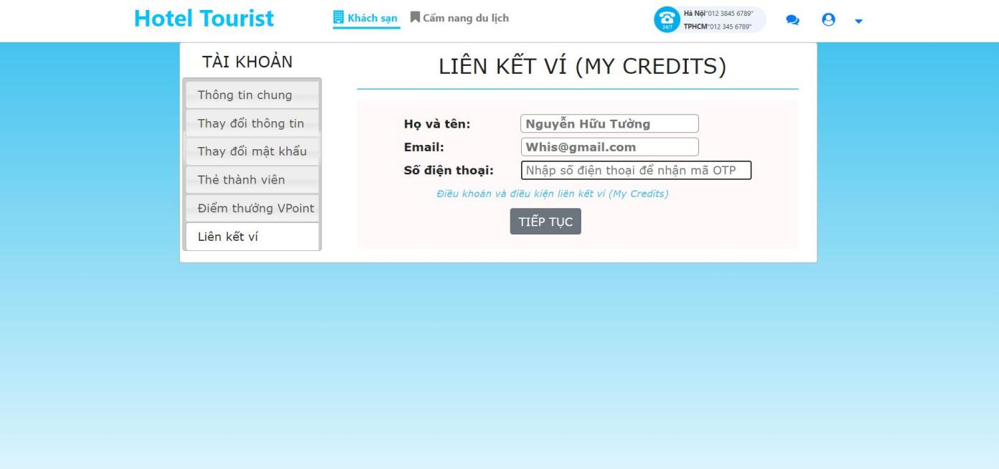 Hotel Tourist
Khách sạn
Cẩm nang du lịch
Hà Nội"012 3845 6789"
TPHCM"012 345 6789"
24/7
TÀI KHOẢN
Thông tin chung
Thay đổi thông tin
Thay đổi mật khẩu
Thẻ thành viên
Điểm thưởng VPoint
Liên kết ví
LIÊN KẾT VÍ (MY CREDITS)
Họ và tên: Nguyễn Hữu Tường
Email: Whis@gmail.com
Số điện thoại: Nhập số điện thoại để nhận mã OTP
Điều khoản và điều kiện liên kết ví (My Credits)
TIẾP TỤC